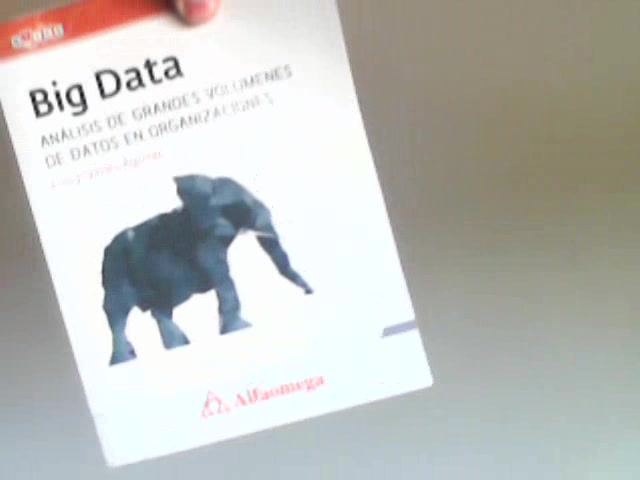 Big Data
ANÁLISIS DE GRANDES VOLÚMENES
DE DATOS EN ORGANIZACIONES
Alfaomega